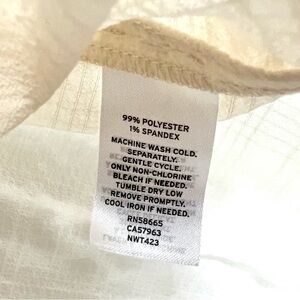 99% POLYESTER
1% SPANDEX
MACHINE WASH COLD.
SEPARATELY.
GENTLE CYCLE.
ONLY NON-CHLORINE
BLEACH IF NEEDED.
TUMBLE DRY LOW
REMOVE PROMPTLY.
COOL IRON IF NEEDED.
RN58665
CA57963
NWT423